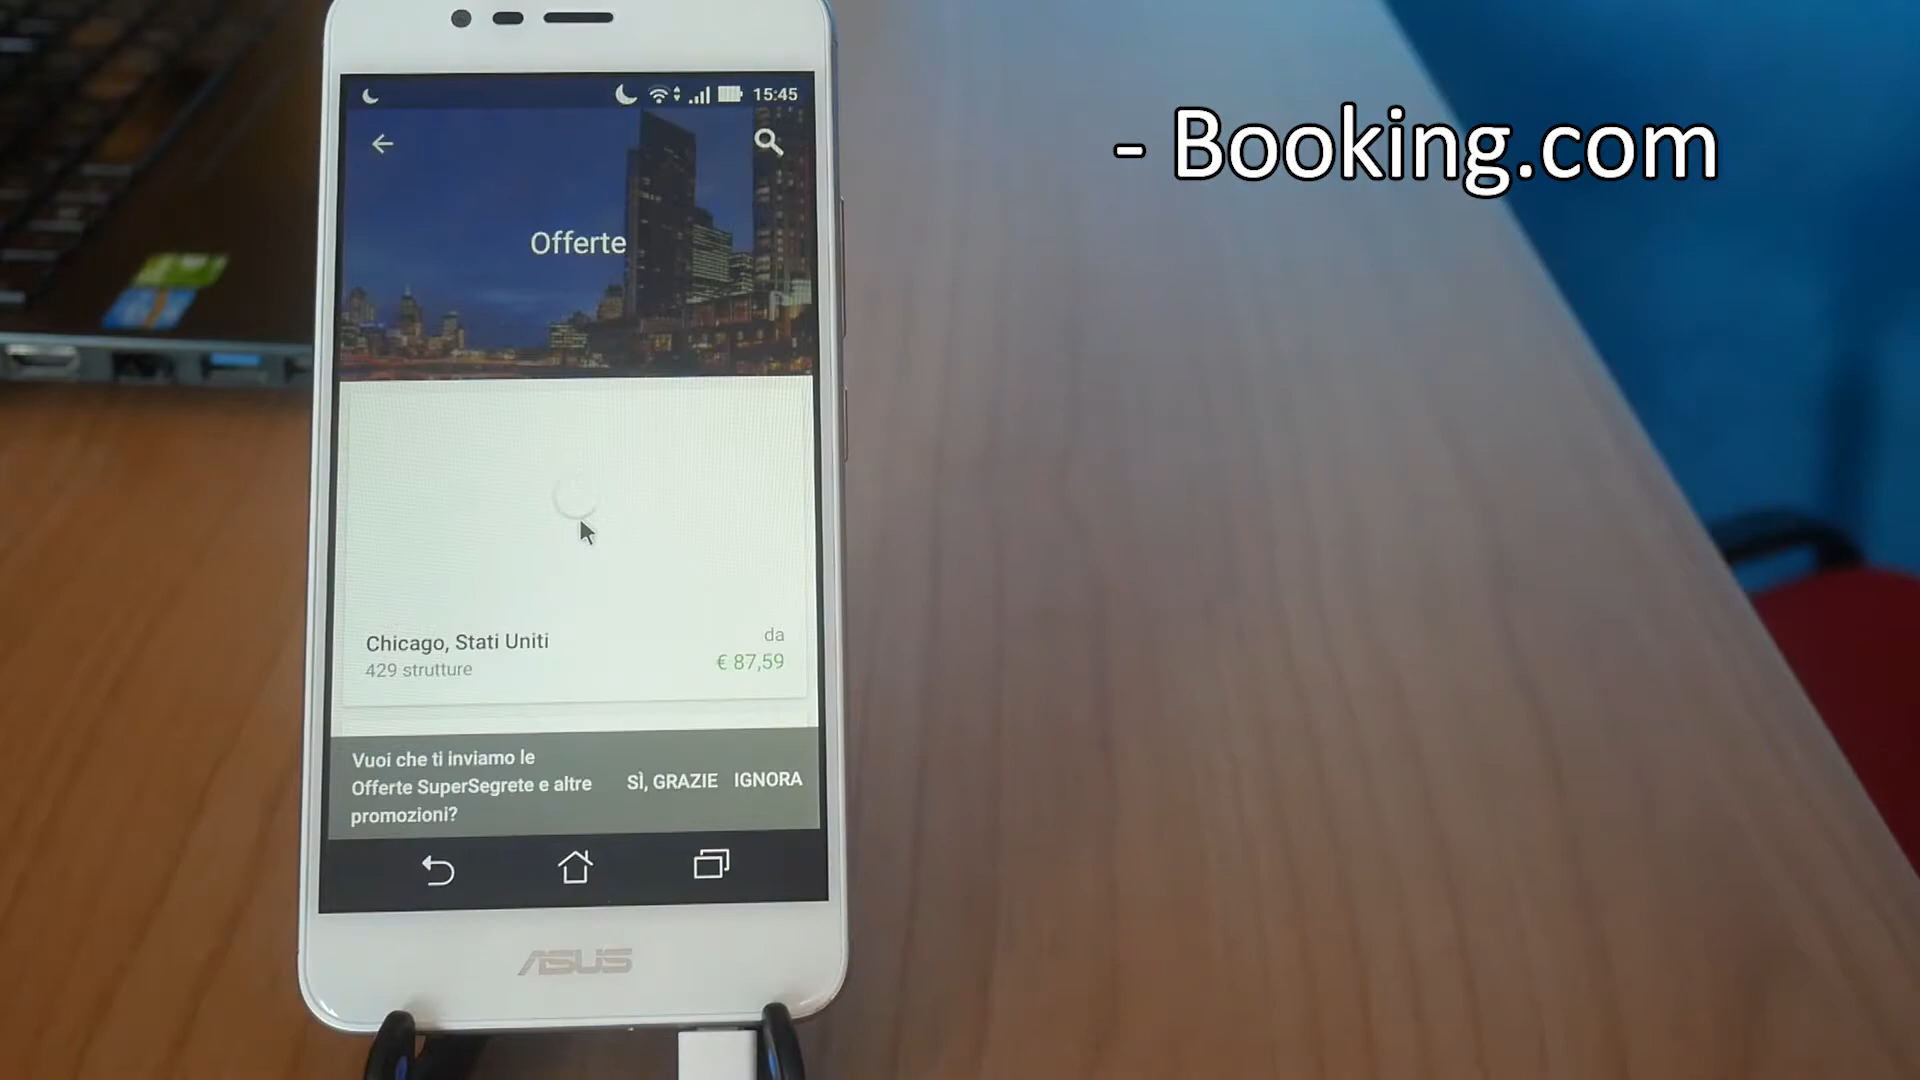 15:45
- Booking.com
Offerte
Chicago, Stati Uniti
da
429 strutture
€ 87,59
Vuoi che ti inviamo le
Offerte SuperSegrete e altre
promozioni?
SÌ, GRAZIE
IGNORA
ASUS